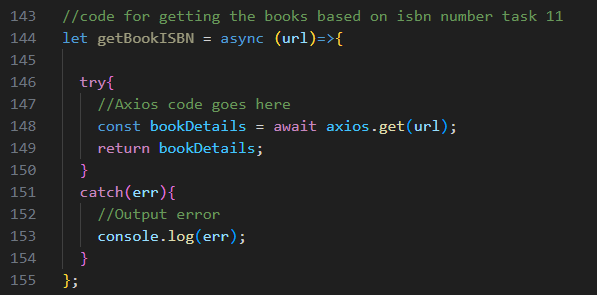 143 //code for getting the books based on isbn number task 11
144 let getBookISBN = async (url)=>{
145
146 try{
147 //Axios code goes here
148 const bookDetails = await axios.get(url);
149 return bookDetails;
150 }
151 catch(err){
152 //Output error
153 console.log(err);
154 }
155 };